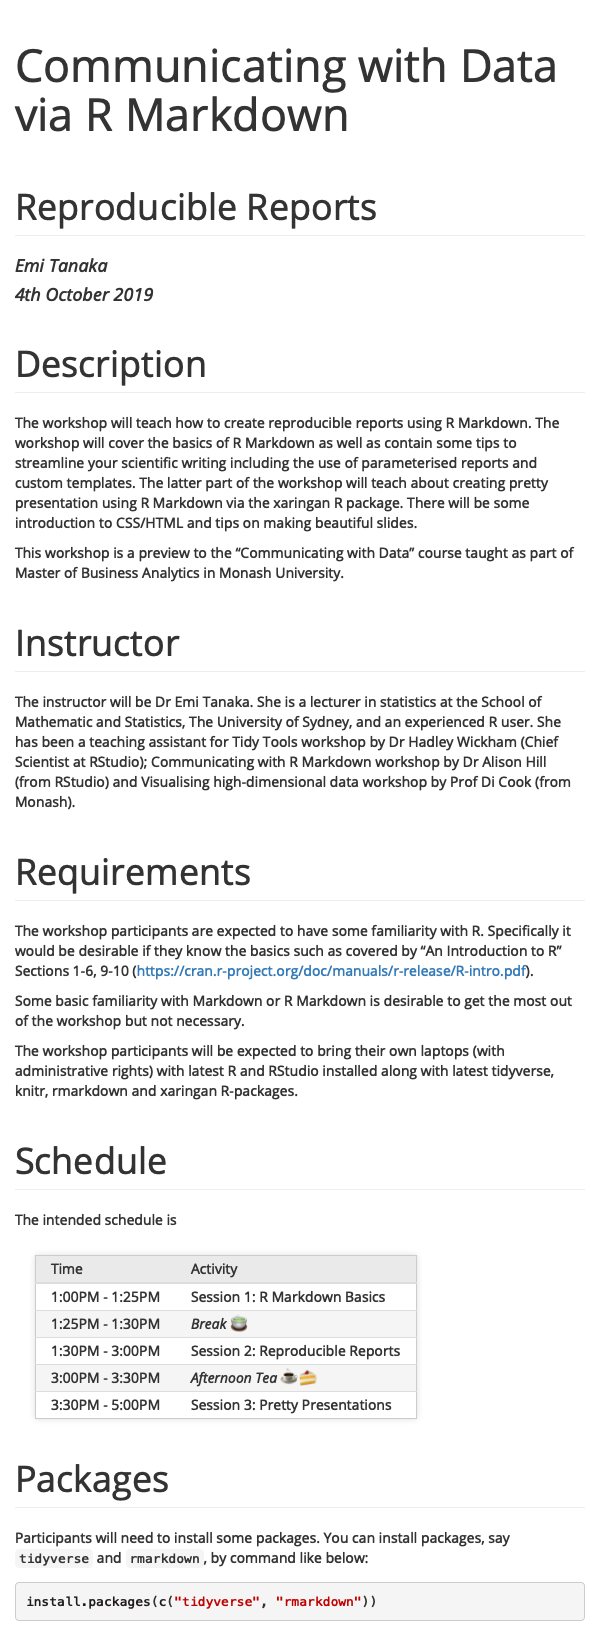 Communicating with Data
via R Markdown
Reproducible Reports
Emi Tanaka
4th October 2019
Description
The workshop will teach how to create reproducible reports using R Markdown. The
workshop will cover the basics of R Markdown as well as contain some tips to
streamline your scientific writing including the use of parameterised reports and
custom templates. The latter part of the workshop will teach about creating pretty
presentation using R Markdown via the xaringan R package. There will be some
introduction to CSS/HTML and tips on making beautiful slides.
This workshop is a preview to the “Communicating with Data” course taught as part of
Master of Business Analytics in Monash University.
Instructor
The instructor will be Dr Emi Tanaka. She is a lecturer in statistics at the School of
Mathematic and Statistics, The University of Sydney, and an experienced R user. She
has been a teaching assistant for Tidy Tools workshop by Dr Hadley Wickham (Chief
Scientist at RStudio); Communicating with R Markdown workshop by Dr Alison Hill
(from RStudio) and Visualising high-dimensional data workshop by Prof Di Cook (from
Monash).
Requirements
The workshop participants are expected to have some familiarity with R. Specifically it
would be desirable if they know the basics such as covered by “An Introduction to R”
Sections 1-6, 9-10 (https://cran.r-project.org/doc/manuals/r-release/R-intro.pdf).
Some basic familiarity with Markdown or R Markdown is desirable to get the most out
of the workshop but not necessary.
The workshop participants will be expected to bring their own laptops (with
administrative rights) with latest R and RStudio installed along with latest tidyverse,
knitr, rmarkdown and xaringan R-packages.
Schedule
The intended schedule is
Time Activity
1:00PM - 1:25PM Session 1: R Markdown Basics
1:25PM - 1:30PM Break 🍵
1:30PM - 3:00PM Session 2: Reproducible Reports
3:00PM - 3:30PM Afternoon Tea ☕🍰
3:30PM - 5:00PM Session 3: Pretty Presentations
Packages
Participants will need to install some packages. You can install packages, say
tidyverse and rmarkdown, by command like below:
install.packages(c("tidyverse", "rmarkdown"))